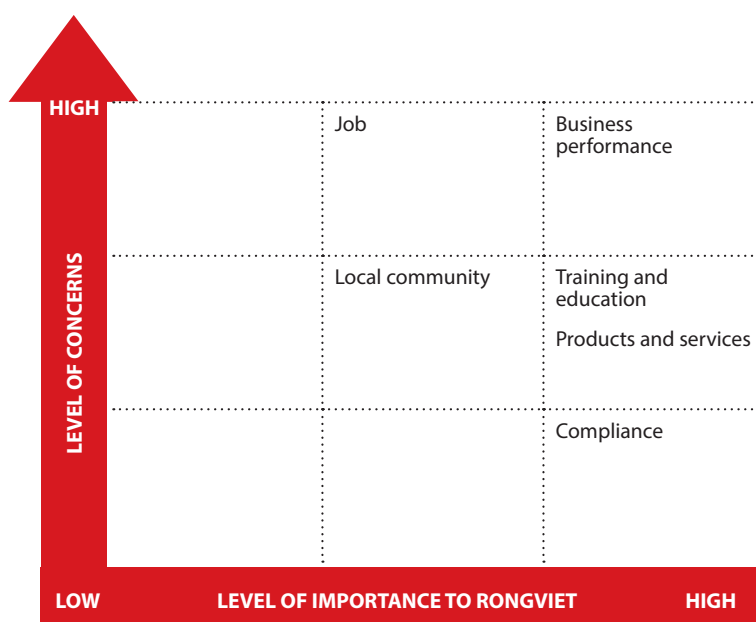 HIGH
Job
Business
performance
LEVEL OF CONCERNS
Local community
Training and
education
Products and services
Compliance
LOW
LEVEL OF IMPORTANCE TO RONGVIET
HIGH